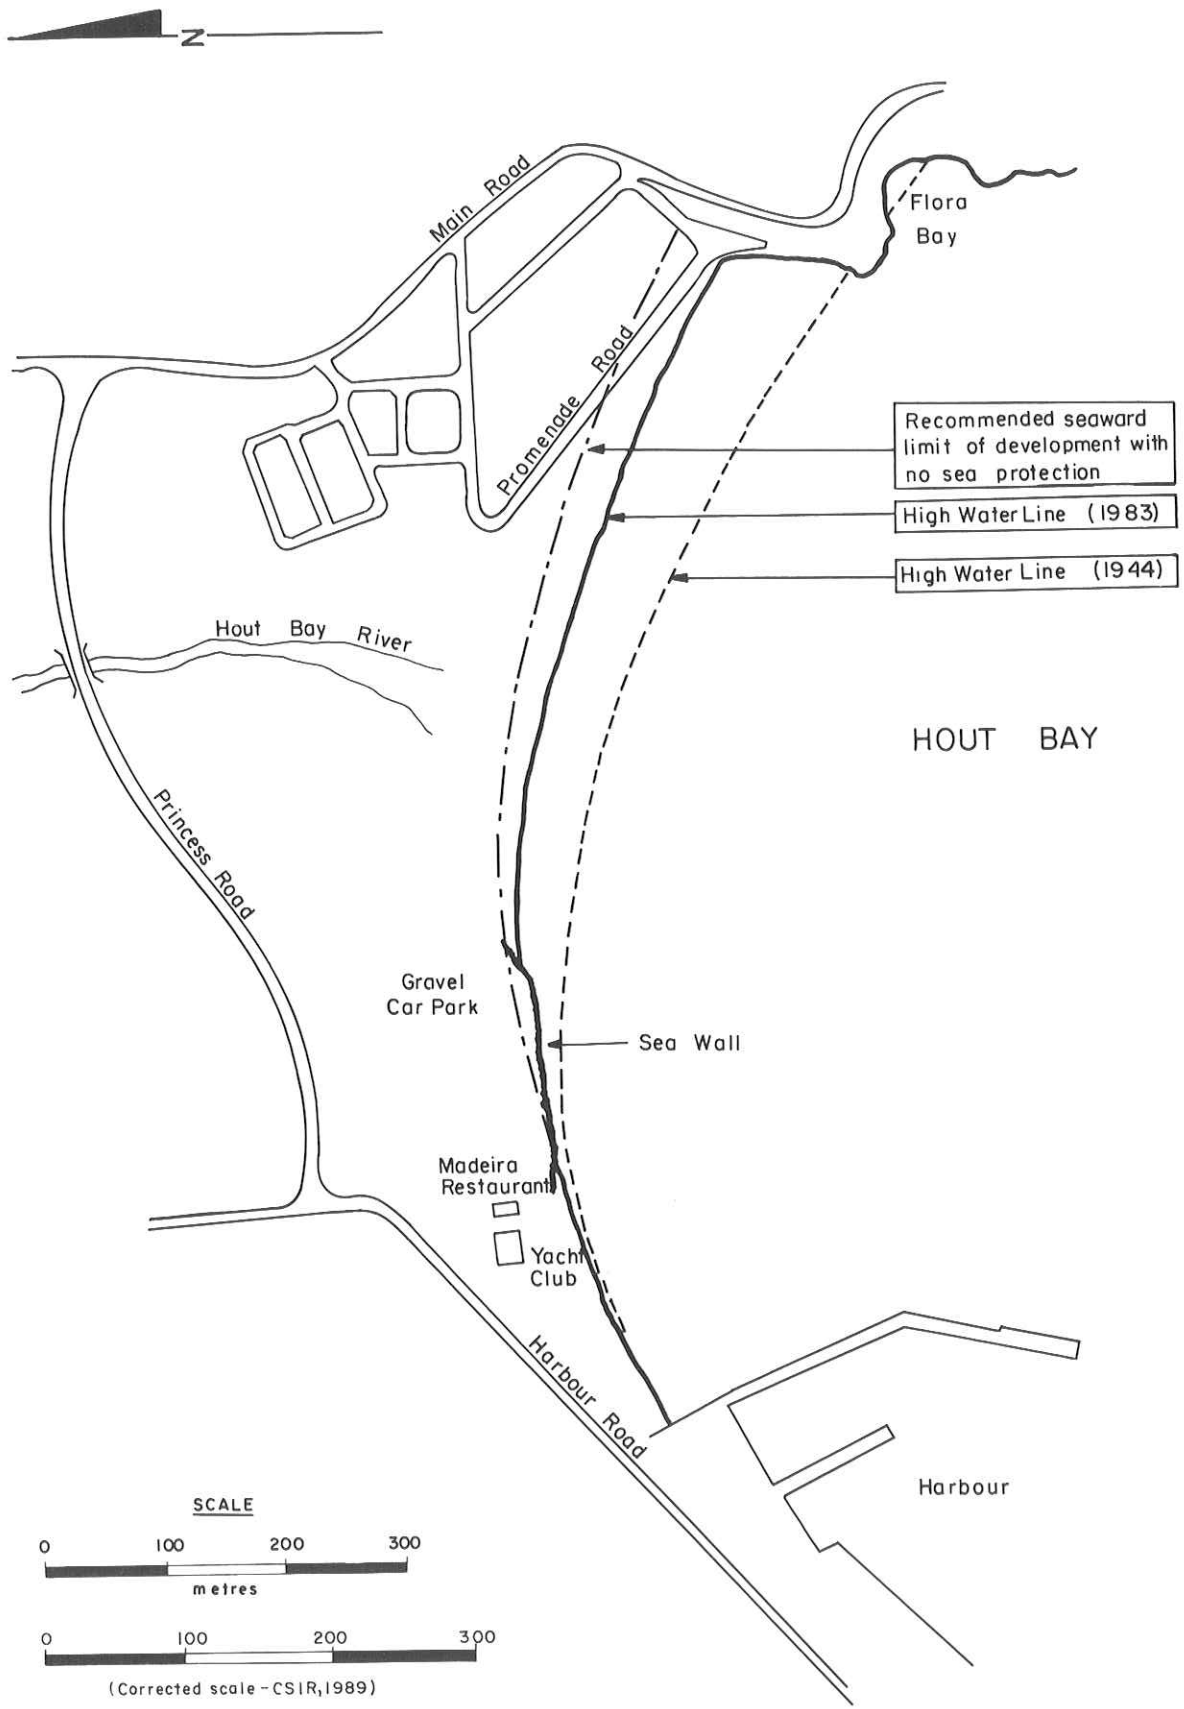 N
Main Road
Flora
Bay
Promenade Road
Recommended seaward
limit of development with
no sea protection
High Water Line (1983)
High Water Line (1944)
Hout Bay River
HOUT BAY
Princess Road
Gravel
Car Park
Sea Wall
Madeira
Restaurant
Yacht
Club
Harbour Road
Harbour
SCALE
0 100 200 300
metres
0 100 200 300
(Corrected scale - CSIR, 1989)